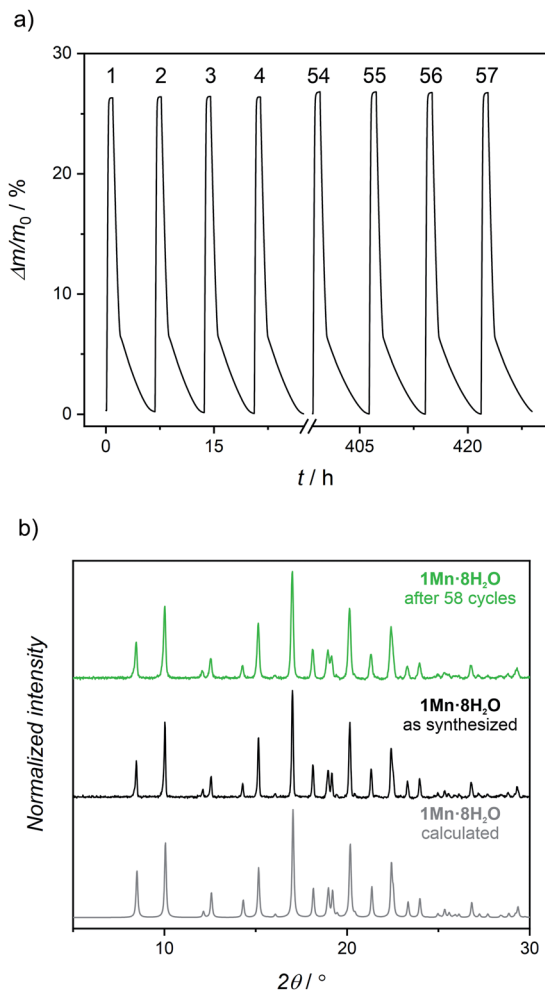 a)
30
1 2 3 4 54 55 56 57
20
10
0
Δm/m₀ / %
0 15 405 420
t / h
b)
1Mn·8H₂O
after 58 cycles
1Mn·8H₂O
as synthesized
1Mn·8H₂O
calculated
Normalized intensity
10 20 30
2θ / °